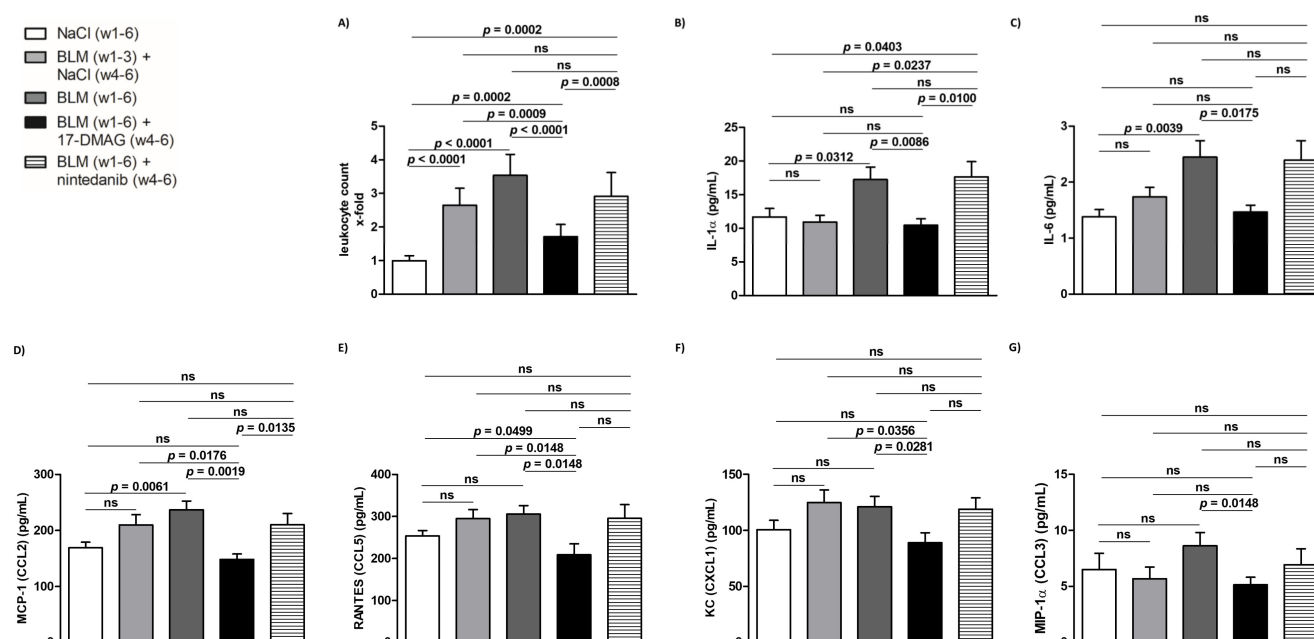 NaCl (w1-6)
BLM (w1-3) +
NaCl (w4-6)
BLM (w1-6)
BLM (w1-6) +
17-DMAG (w4-6)
BLM (w1-6) +
nintedanib (w4-6)
A)
p = 0.0002
ns
ns
p = 0.0008
p = 0.0002
p = 0.0009
p < 0.0001
p < 0.0001
p < 0.0001
leukocyte count
x-fold
5
4
3
2
1
0
B)
p = 0.0403
p = 0.0237
ns
p = 0.0100
ns
ns
p = 0.0086
p = 0.0312
ns
IL-1α (pg/mL)
25
20
15
10
5
0
C)
ns
ns
ns
ns
ns
ns
p = 0.0175
p = 0.0039
ns
IL-6 (pg/mL)
3
2
1
0
D)
ns
ns
ns
p = 0.0135
ns
p = 0.0176
p = 0.0019
p = 0.0061
ns
MCP-1 (CCL2) (pg/mL)
300
200
100
E)
ns
ns
ns
ns
p = 0.0499
p = 0.0148
p = 0.0148
ns
ns
RANTES (CCL5) (pg/mL)
400
300
200
100
F)
ns
ns
ns
ns
ns
p = 0.0356
p = 0.0281
ns
ns
KC (CXCL1) (pg/mL)
150
100
50
G)
ns
ns
ns
ns
ns
ns
p = 0.0148
ns
ns
MIP-1α (CCL3) (pg/mL)
15
10
5